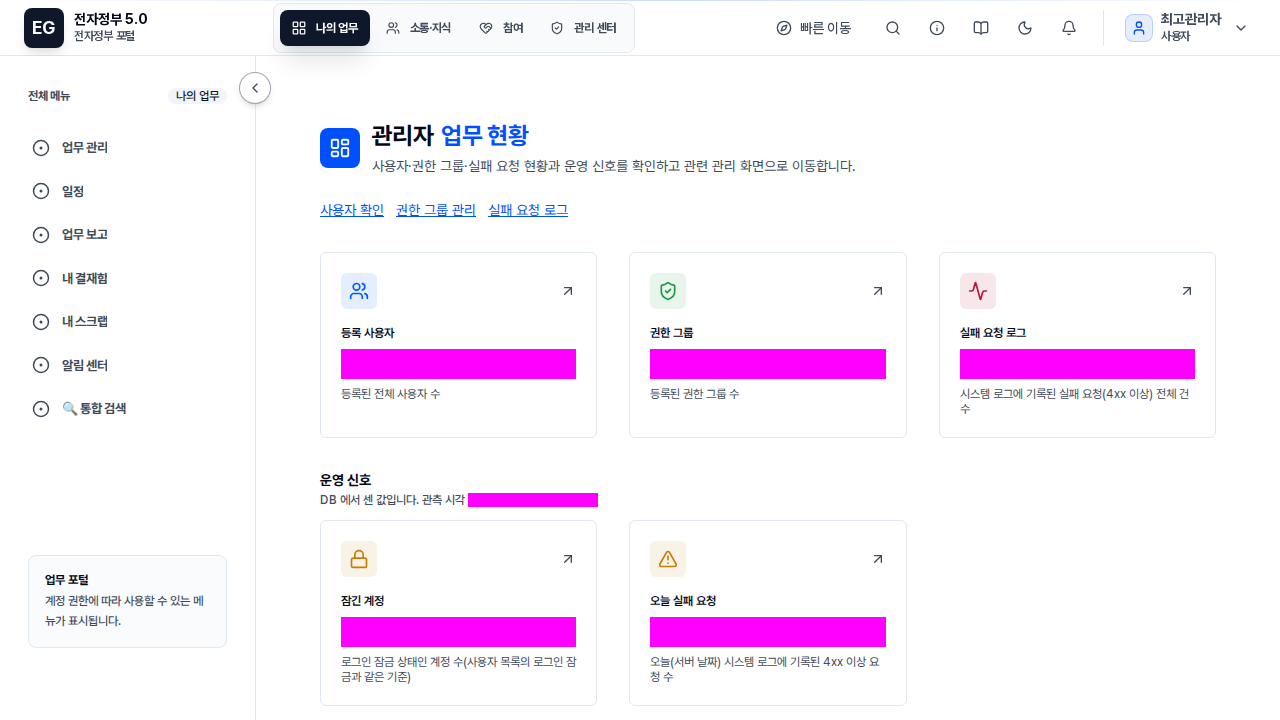 EG
전자정부 5.0
전자정부 포털
나의 업무
소통·지식
참여
관리 센터
빠른 이동
최고관리자
사용자
전체 메뉴
나의 업무
업무 관리
일정
업무 보고
내 결재함
내 스크랩
알림 센터
🔍 통합 검색
업무 포털
계정 권한에 따라 사용할 수 있는 메
뉴가 표시됩니다.
관리자 업무 현황
사용자·권한 그룹·실패 요청 현황과 운영 신호를 확인하고 관련 관리 화면으로 이동합니다.
사용자 확인 권한 그룹 관리 실패 요청 로그
등록 사용자
등록된 전체 사용자 수
권한 그룹
등록된 권한 그룹 수
실패 요청 로그
시스템 로그에 기록된 실패 요청(4xx 이상) 전체 건
수
운영 신호
DB 에서 센 값입니다. 관측 시각
잠긴 계정
로그인 잠금 상태인 계정 수(사용자 목록의 로그인 잠
금과 같은 기준)
오늘 실패 요청
오늘(서버 날짜) 시스템 로그에 기록된 4xx 이상 요
청 수